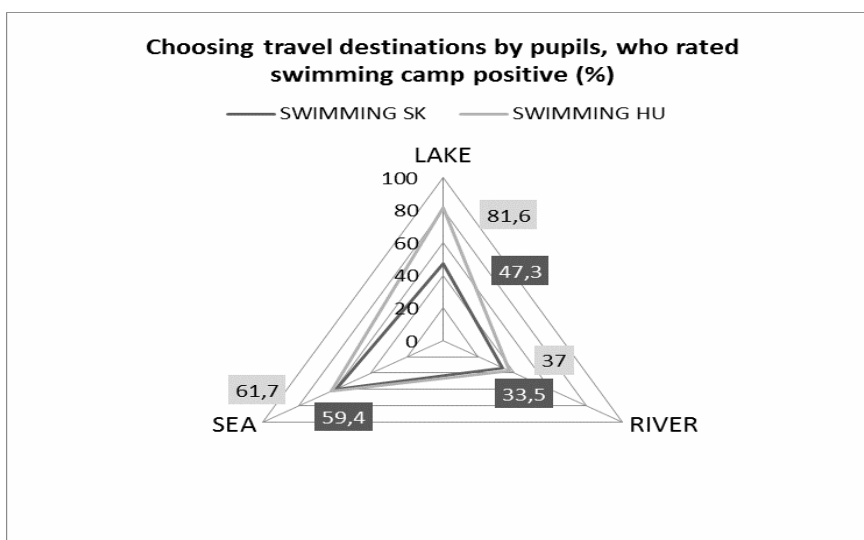 Choosing travel destinations by pupils, who rated
swimming camp positive (%)
SWIMMING SK SWIMMING HU
LAKE
100
80
81,6
60
47,3
40
20
0
37
61,7
33,5
59,4
SEA
RIVER